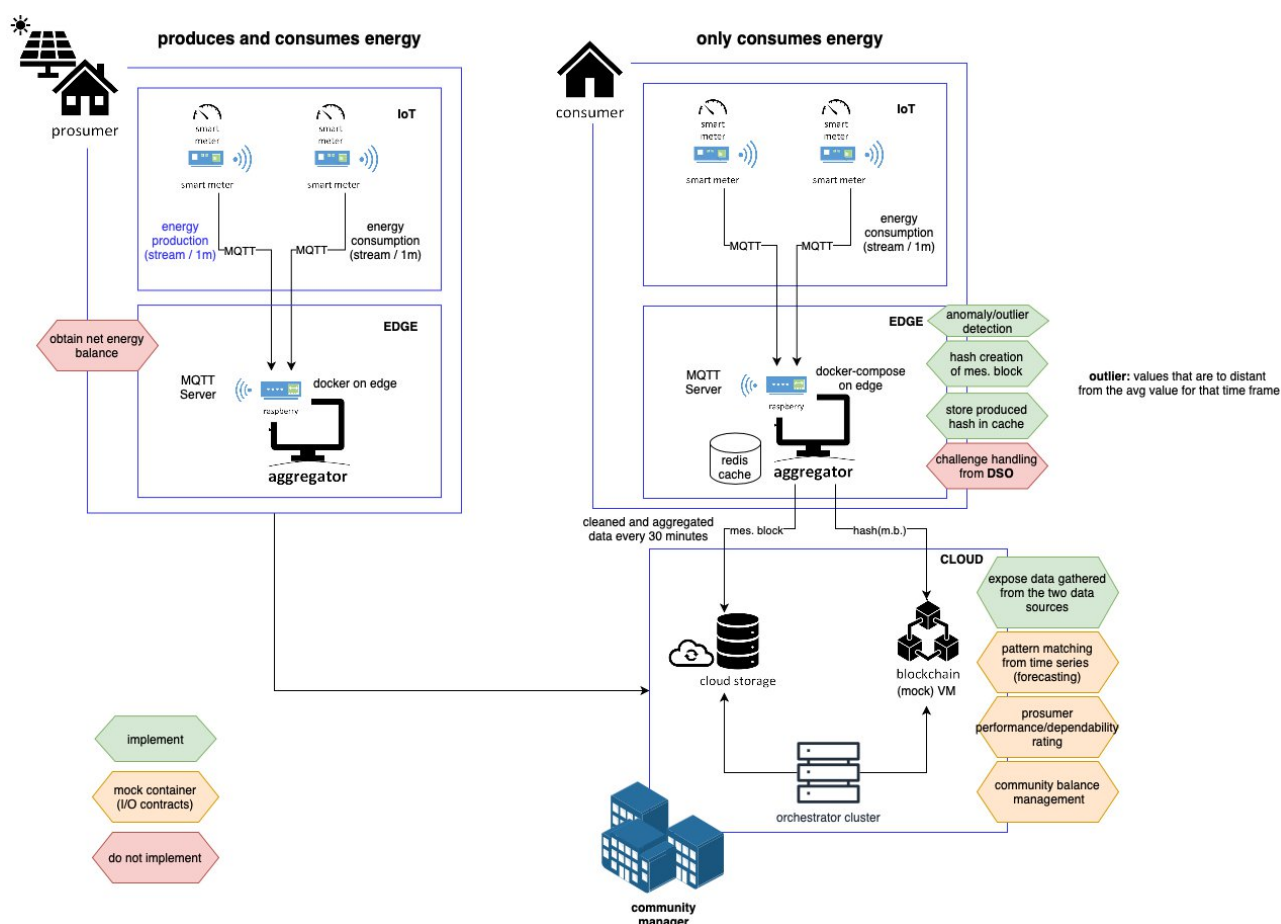 produces and consumes energy
only consumes energy
prosumer
IoT
smart
meter
smart meter
smart
meter
smart meter
energy
production
(stream / 1m)
MQTT
MQTT
energy
consumption
(stream / 1m)
obtain net energy
balance
EDGE
MQTT
Server
docker on edge
raspberry
aggregator
consumer
IoT
smart
meter
smart meter
smart
meter
smart meter
MQTT
MQTT
energy
consumption
(stream / 1m)
EDGE
MQTT
Server
docker-compose
on edge
raspberry
redis
cache
aggregator
anomaly/outlier
detection
hash creation
of mes. block
store produced
hash in cache
challenge handling
from DSO
outlier: values that are to distant
from the avg value for that time frame
cleaned and aggregated
data every 30 minutes
mes. block
hash(m.b.)
CLOUD
cloud storage
blockchain
(mock) VM
orchestrator cluster
expose data gathered
from the two data
sources
pattern matching
from time series
(forecasting)
prosumer
performance/dependability
rating
community balance
management
implement
mock container
(I/O contracts)
do not implement
community
manager